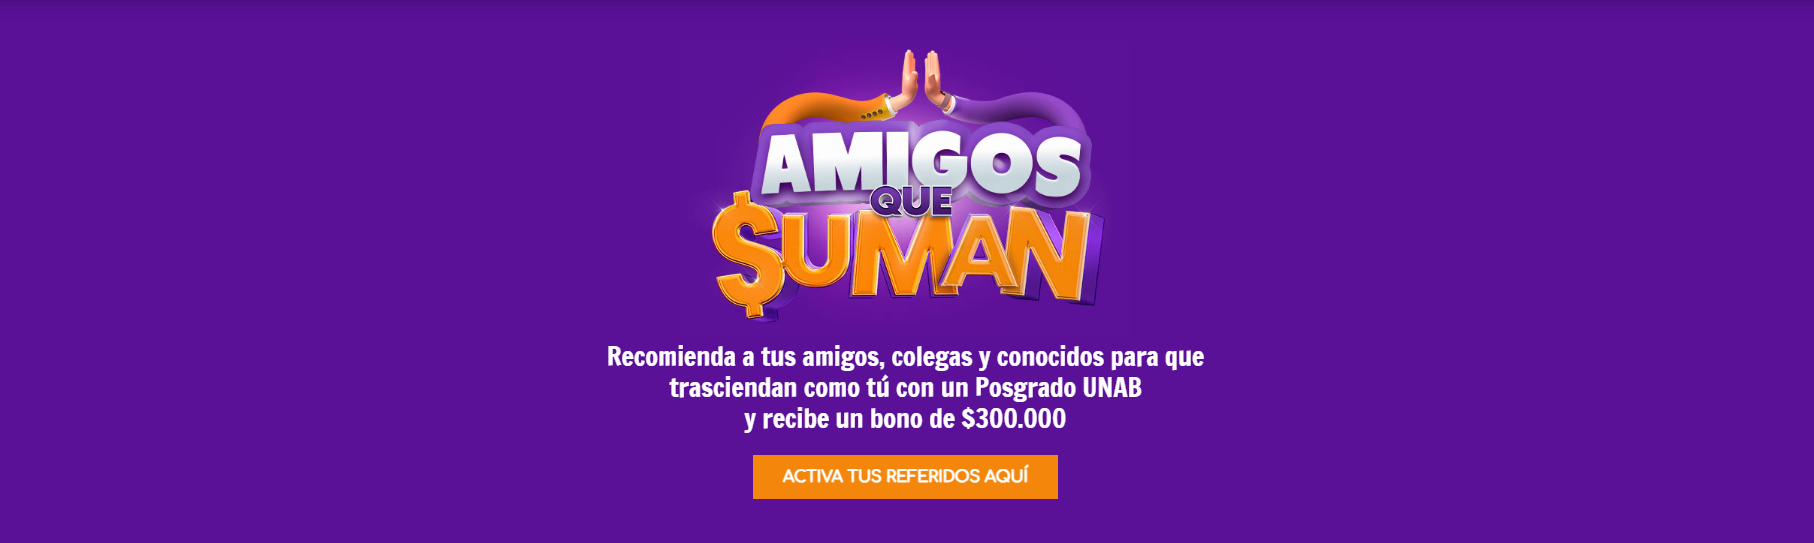 AMIGOS
QUE
$UMAN
Recomienda a tus amigos, colegas y conocidos para que
trasciendan como tú con un Posgrado UNAB
y recibe un bono de $300.000
ACTIVA TUS REFERIDOS AQUÍ